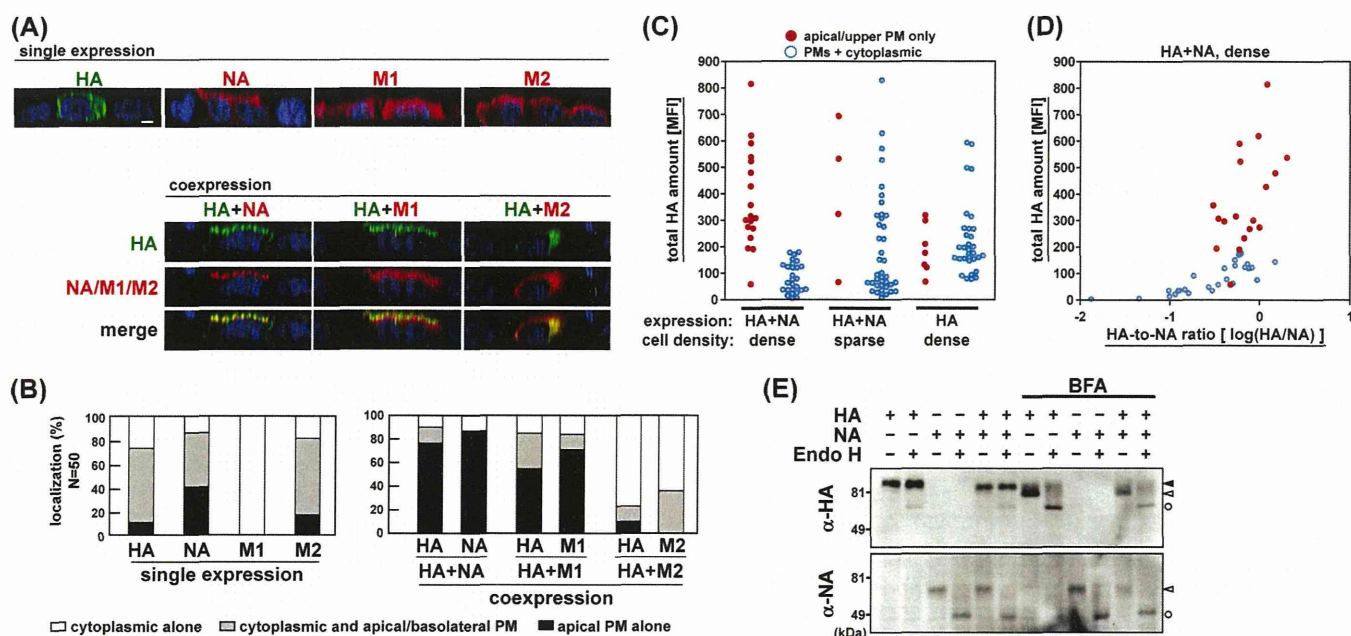 (A)
single expression
HA NA M1 M2
coexpression
HA+NA HA+M1 HA+M2
HA
NA/M1/M2
merge
(B)
localization (%)
N=50
100
80
60
40
20
0
HA NA M1 M2
single expression
100
80
60
40
20
0
HA NA HA M1 HA M2
HA+NA HA+M1 HA+M2
coexpression
cytoplasmic alone cytoplasmic and apical/basolateral PM apical PM alone
(C)
apical/upper PM only
PMs + cytoplasmic
total HA amount [MFI]
900
800
700
600
500
400
300
200
100
0
expression: HA+NA HA+NA HA
cell density: dense sparse dense
(D)
HA+NA, dense
total HA amount [MFI]
900
800
700
600
500
400
300
200
100
0
-2 -1 0 1
HA-to-NA ratio [ log(HA/NA) ]
(E)
BFA
HA + + − − + + + + − − + +
NA − − + + + + − − + + + +
Endo H − + − + − + − + − + − +
α-HA
81
49
α-NA
81
49
(kDa)